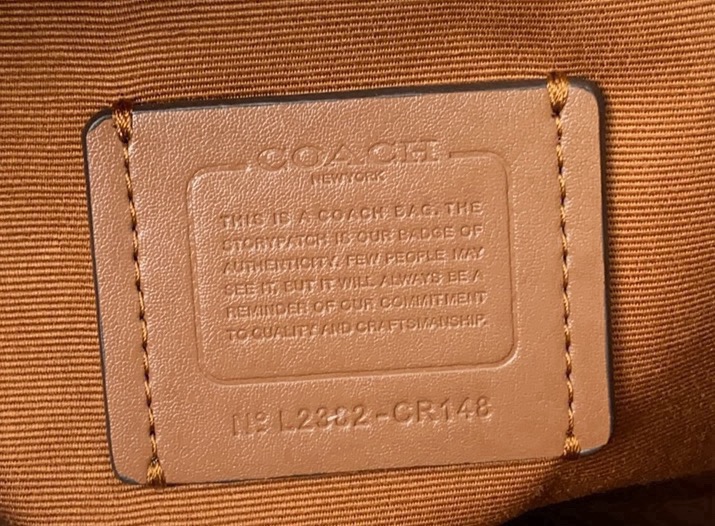 COACH
NEW YORK
THIS IS A COACH BAG. THE
STORYPATCH IS OUR BADGE OF
AUTHENTICITY. FEW PEOPLE MAY
SEE IT, BUT IT WILL ALWAYS BE A
REMINDER OF OUR COMMITMENT
TO QUALITY AND CRAFTSMANSHIP.
Nº L2382-CR148